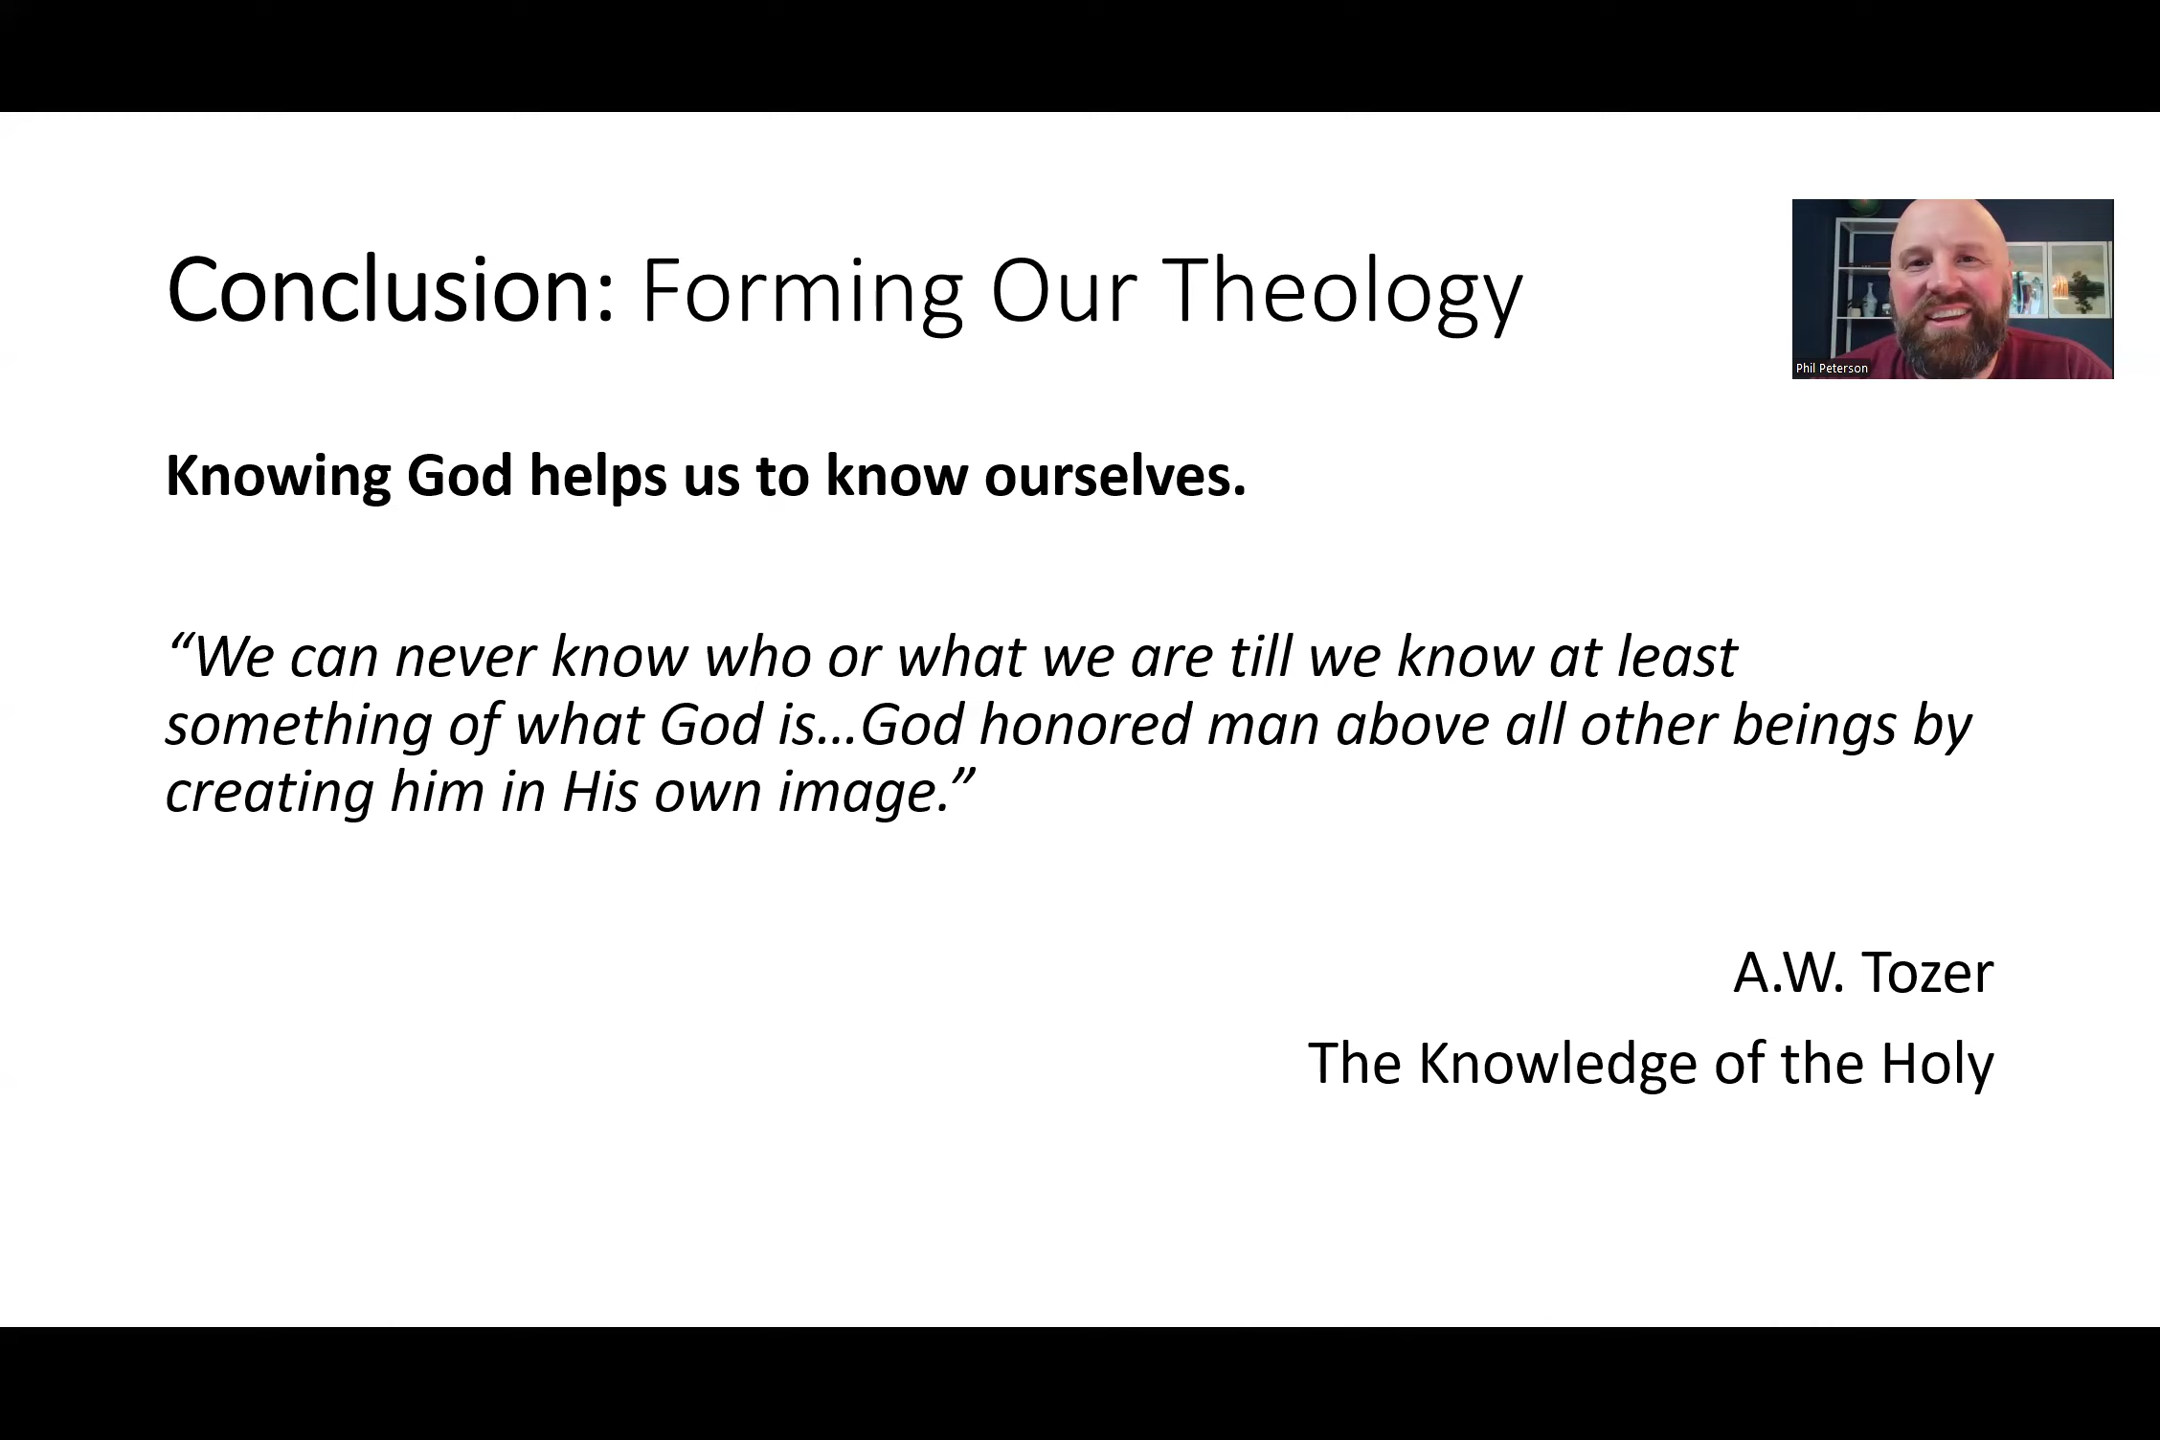 Conclusion: Forming Our Theology
Phil Peterson
Knowing God helps us to know ourselves.
“We can never know who or what we are till we know at least
something of what God is…God honored man above all other beings by
creating him in His own image.”
A.W. Tozer
The Knowledge of the Holy